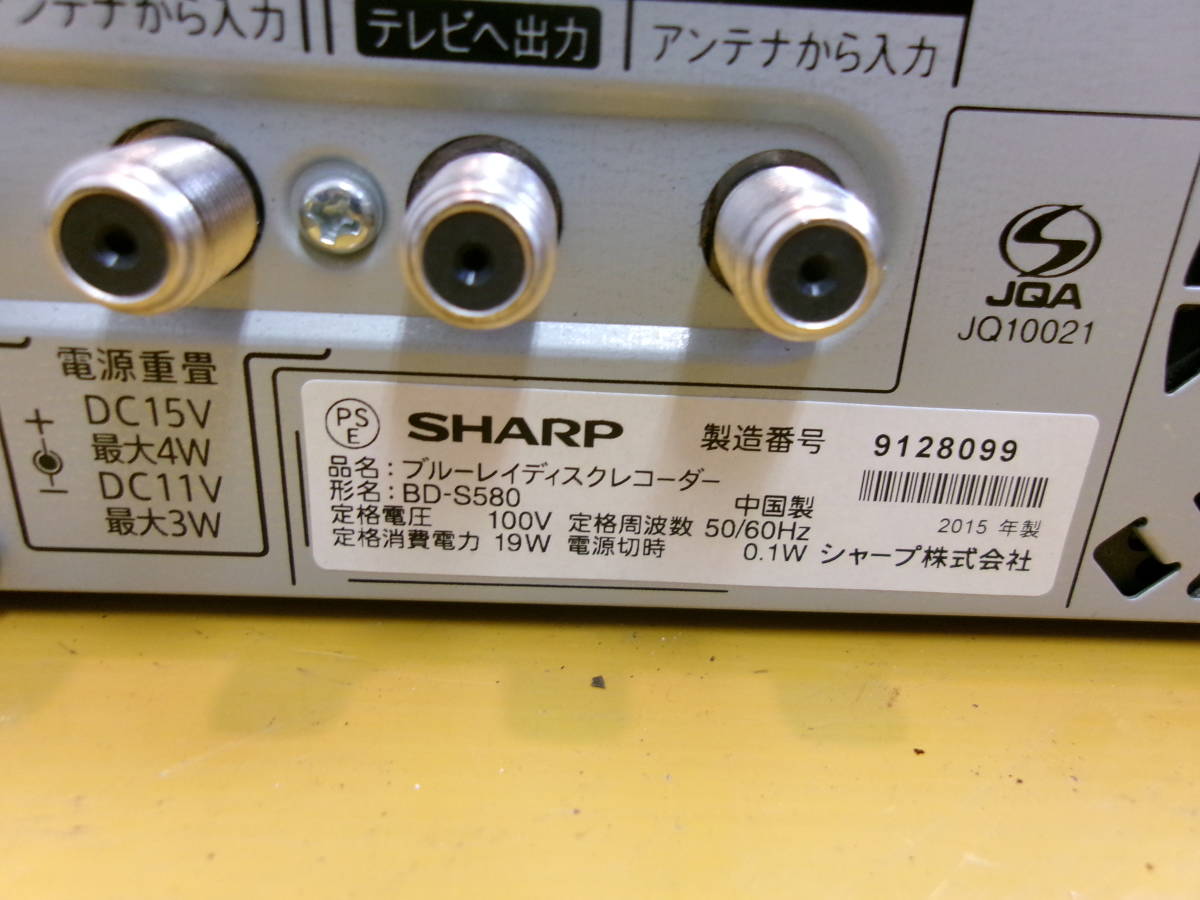 ンテナから入力
テレビへ出力
アンテナから入力
JQA
JQ10021
電源重畳
+
DC15V
最大4W
−
DC11V
最大3W
PS
E
SHARP
製造番号 9128099
品名:ブルーレイディスクレコーダー
形名:BD-S580 中国製
2015 年製
定格電圧 100V 定格周波数 50/60Hz
定格消費電力 19W 電源切時 0.1W シャープ株式会社